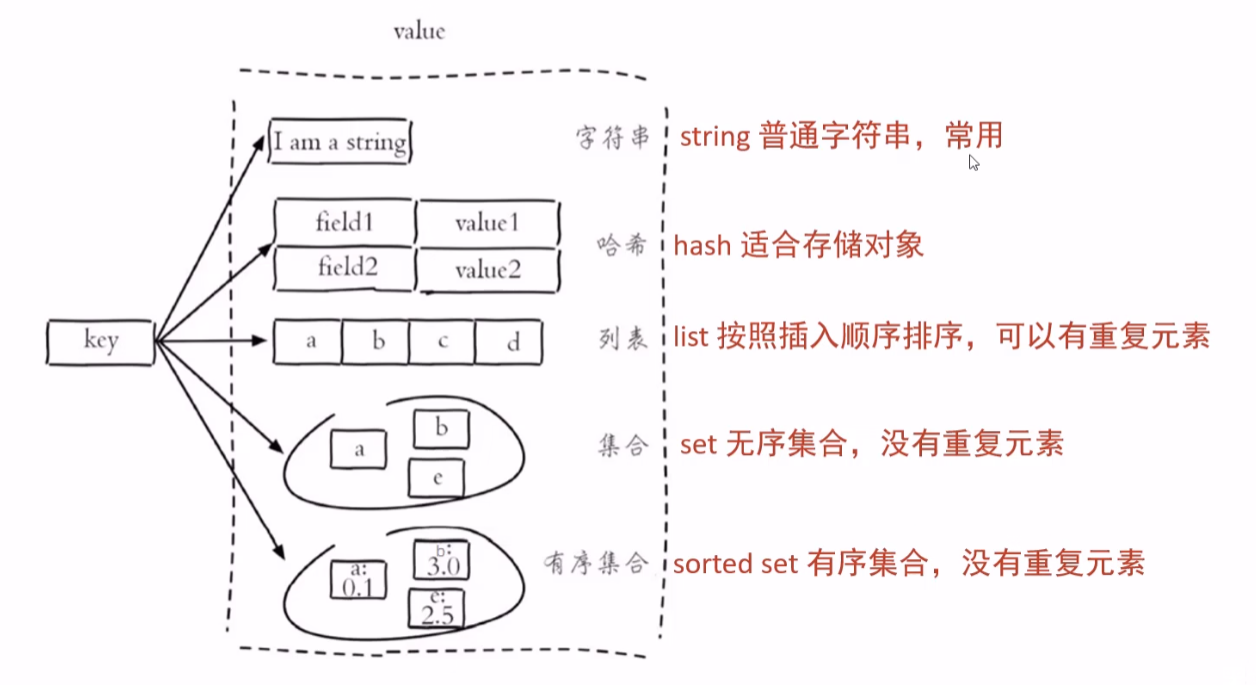 value
I am a string
字符串
string 普通字符串，常用
field1
value1
field2
value2
哈希
hash 适合存储对象
key
a
b
c
d
列表
list 按照插入顺序排序，可以有重复元素
a
b
e
集合
set 无序集合，没有重复元素
a:
0.1
b:
3.0
e:
2.5
有序集合
sorted set 有序集合，没有重复元素